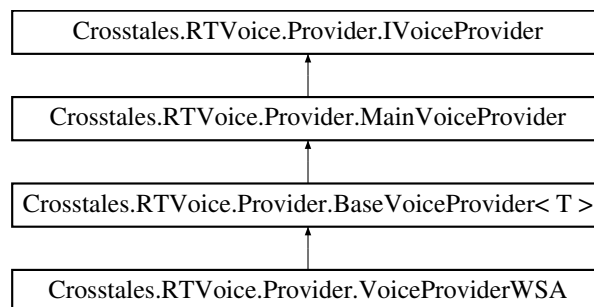 Crosstales.RTVoice.Provider.IVoiceProvider
Crosstales.RTVoice.Provider.MainVoiceProvider
Crosstales.RTVoice.Provider.BaseVoiceProvider< T >
Crosstales.RTVoice.Provider.VoiceProviderWSA